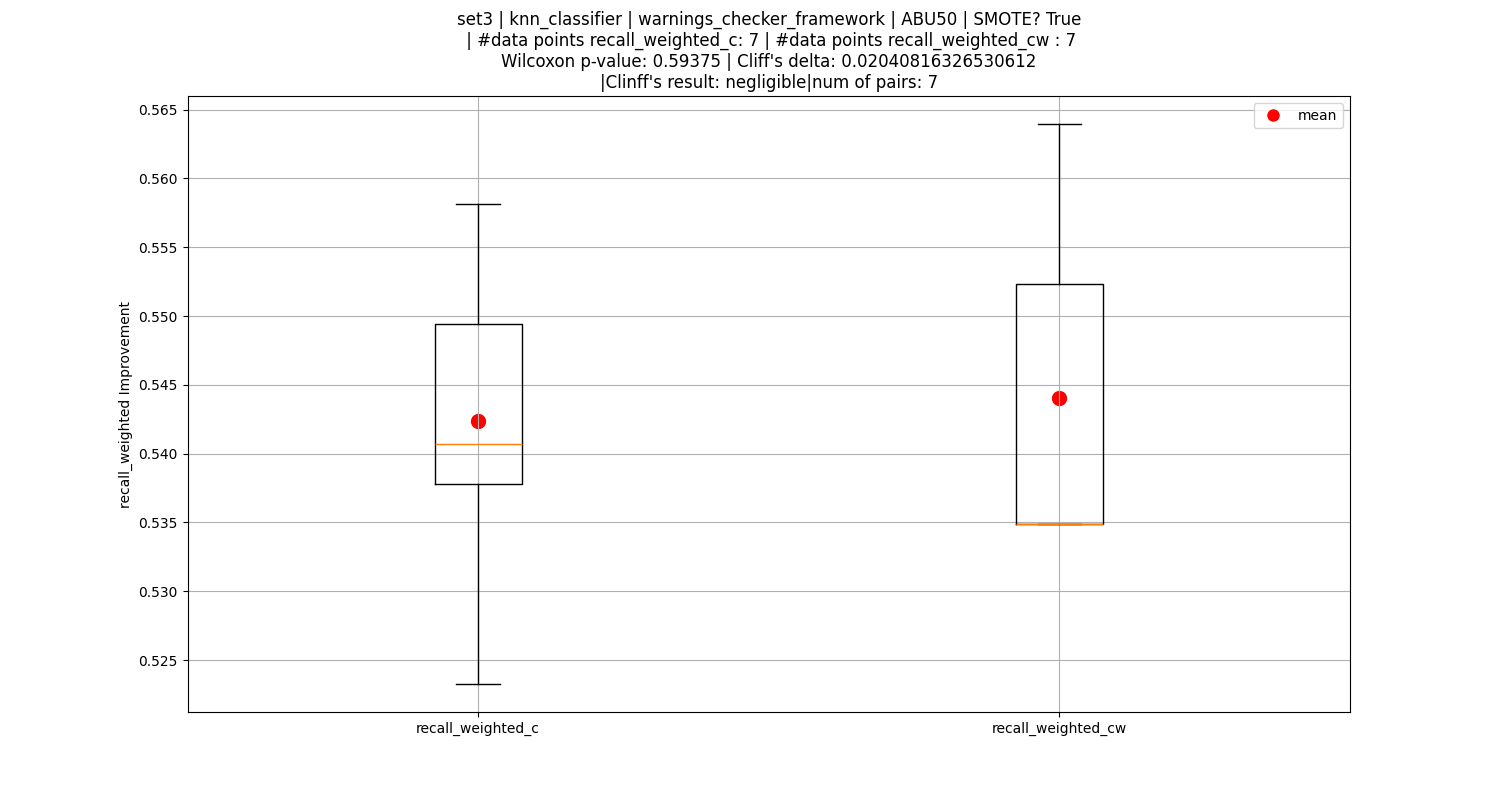 set3 | knn_classifier | warnings_checker_framework | ABU50 | SMOTE? True
| #data points recall_weighted_c: 7 | #data points recall_weighted_cw : 7
Wilcoxon p-value: 0.59375 | Cliff's delta: 0.02040816326530612
|Clinff's result: negligible|num of pairs: 7
mean
recall_weighted Improvement
0.565
0.560
0.555
0.550
0.545
0.540
0.535
0.530
0.525
recall_weighted_c
recall_weighted_cw